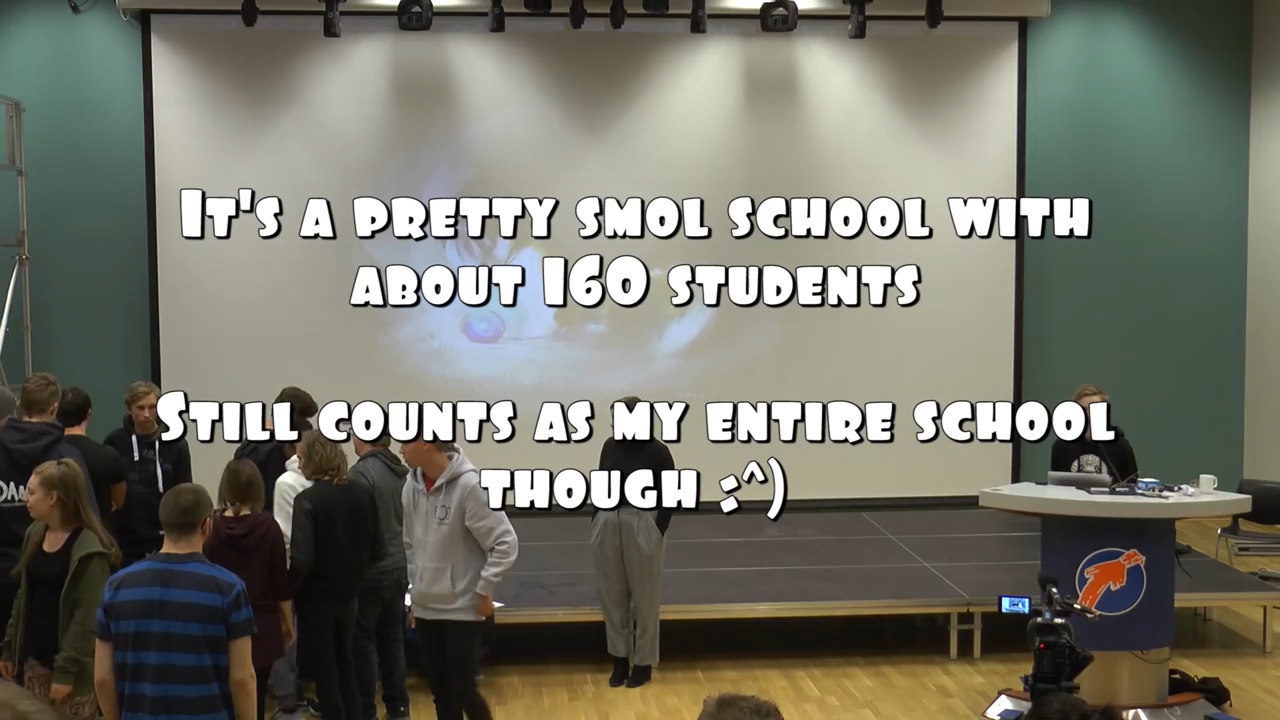 It's a pretty smol school with
about 160 students
Still counts as my entire school
though :^)